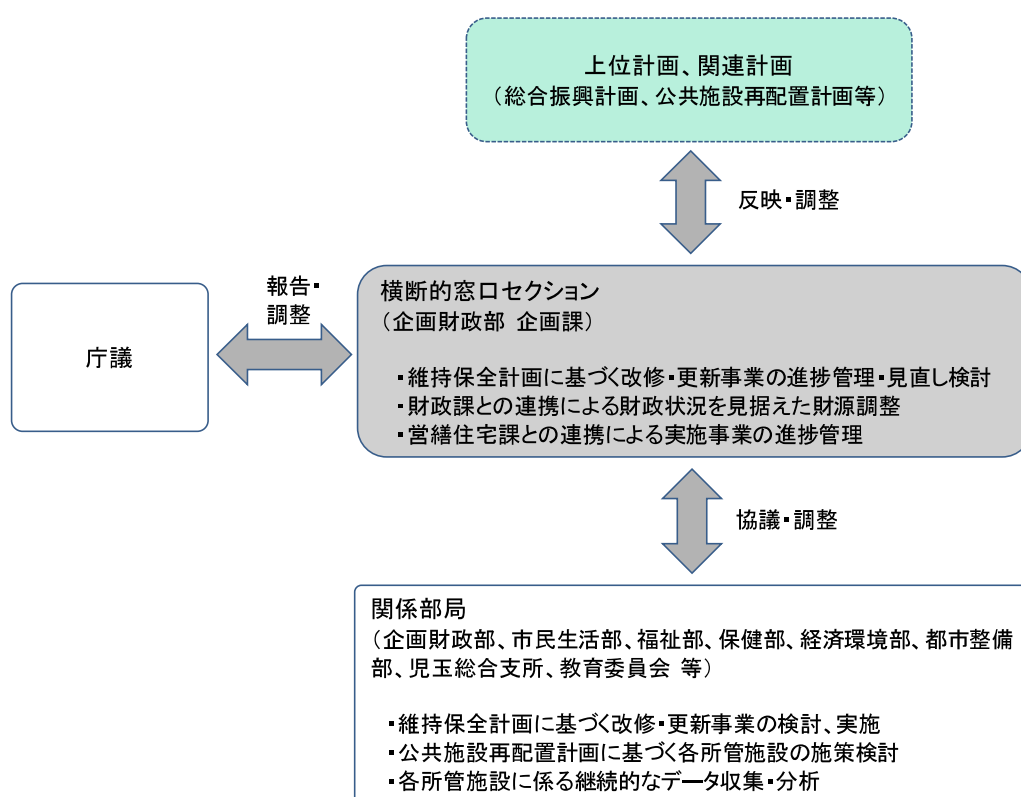 上位計画、関連計画
（総合振興計画、公共施設再配置計画等）
反映・調整
報告・
調整
庁議
横断的窓口セクション
（企画財政部 企画課）
・維持保全計画に基づく改修・更新事業の進捗管理・見直し検討
・財政課との連携による財政状況を見据えた財源調整
・営繕住宅課との連携による実施事業の進捗管理
協議・調整
関係部局
（企画財政部、市民生活部、福祉部、保健部、経済環境部、都市整備
部、児玉総合支所、教育委員会 等）
・維持保全計画に基づく改修・更新事業の検討、実施
・公共施設再配置計画に基づく各所管施設の施策検討
・各所管施設に係る継続的なデータ収集・分析